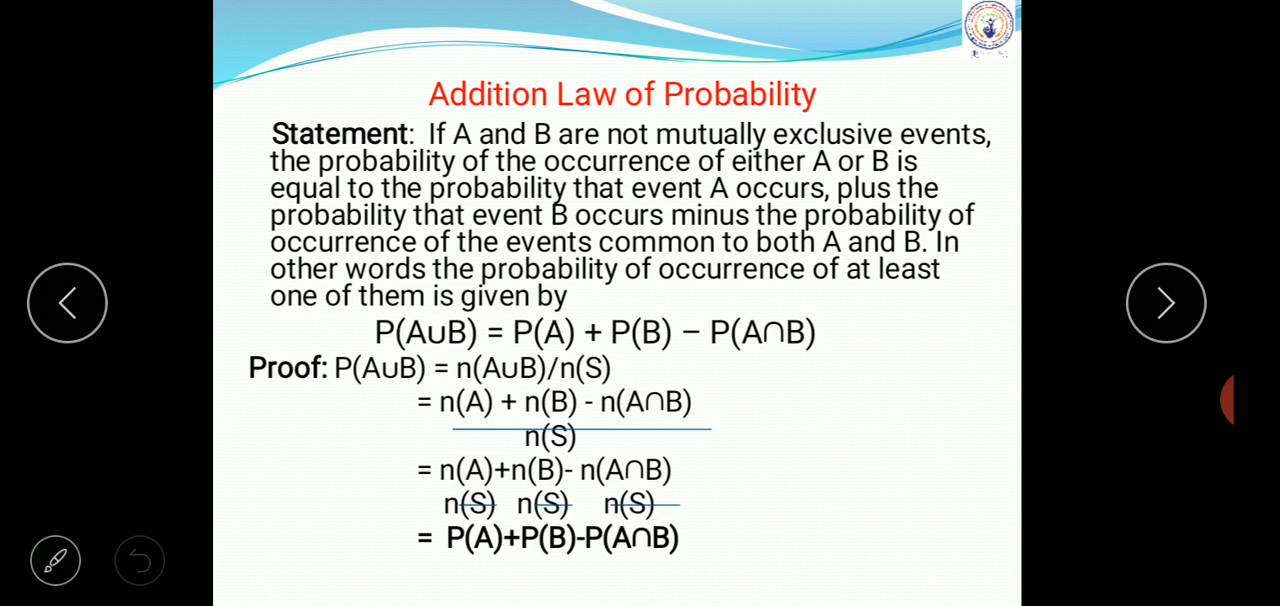 Addition Law of Probability
Statement: If A and B are not mutually exclusive events,
the probability of the occurrence of either A or B is
equal to the probability that event A occurs, plus the
probability that event B occurs minus the probability of
occurrence of the events common to both A and B. In
other words the probability of occurrence of at least
one of them is given by
P(A∪B) = P(A) + P(B) − P(A∩B)
Proof: P(A∪B) = n(A∪B)/n(S)
= n(A) + n(B) - n(A∩B)
n(S)
= n(A)+n(B)- n(A∩B)
n(S) n(S) n(S)
= P(A)+P(B)-P(A∩B)